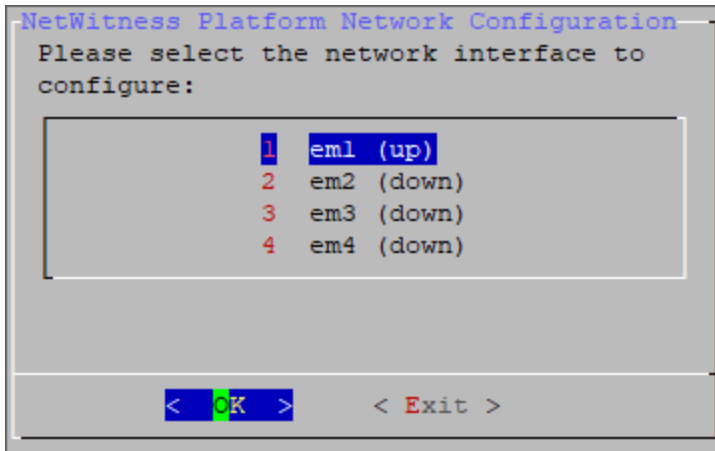 NetWitness Platform Network Configuration
Please select the network interface to
configure:
1 em1 (up)
2 em2 (down)
3 em3 (down)
4 em4 (down)
< OK > < Exit >